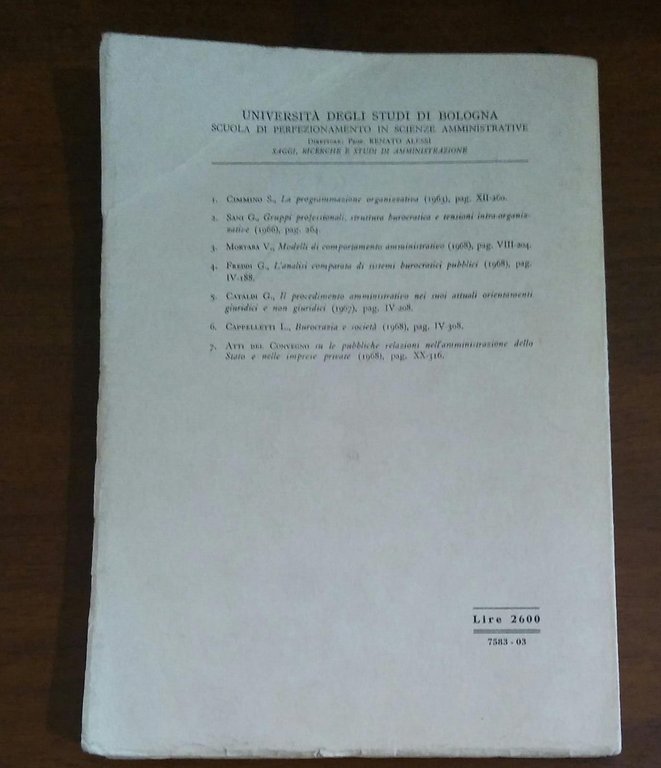 UNIVERSITÀ DEGLI STUDI DI BOLOGNA
SCUOLA DI PERFEZIONAMENTO IN SCIENZE AMMINISTRATIVE
Direttore: Prof. RENATO ALESSI
SAGGI, RICERCHE E STUDI DI AMMINISTRAZIONE
1. Cimmino S., La programmazione organizzativa (1963), pag. XII-260.
2. Sani G., Gruppi professionali, struttura burocratica e tensioni intra-organiz-
zative (1966), pag. 264.
3. Mortara V., Modelli di comportamento amministrativo (1968), pag. VIII-204.
4. Freddi G., L'analisi comparata di sistemi burocratici pubblici (1968), pag.
IV-188.
5. Cataldi G., Il procedimento amministrativo nei suoi attuali orientamenti
giuridici e non giuridici (1967), pag. IV-208.
6. Cappelletti L., Burocrazia e società (1968), pag. IV 308.
7. Atti del Convegno su le pubbliche relazioni nell'amministrazione dello
Stato e nelle imprese private (1968), pag. XX-316.
Lire 2600
7583 - 03